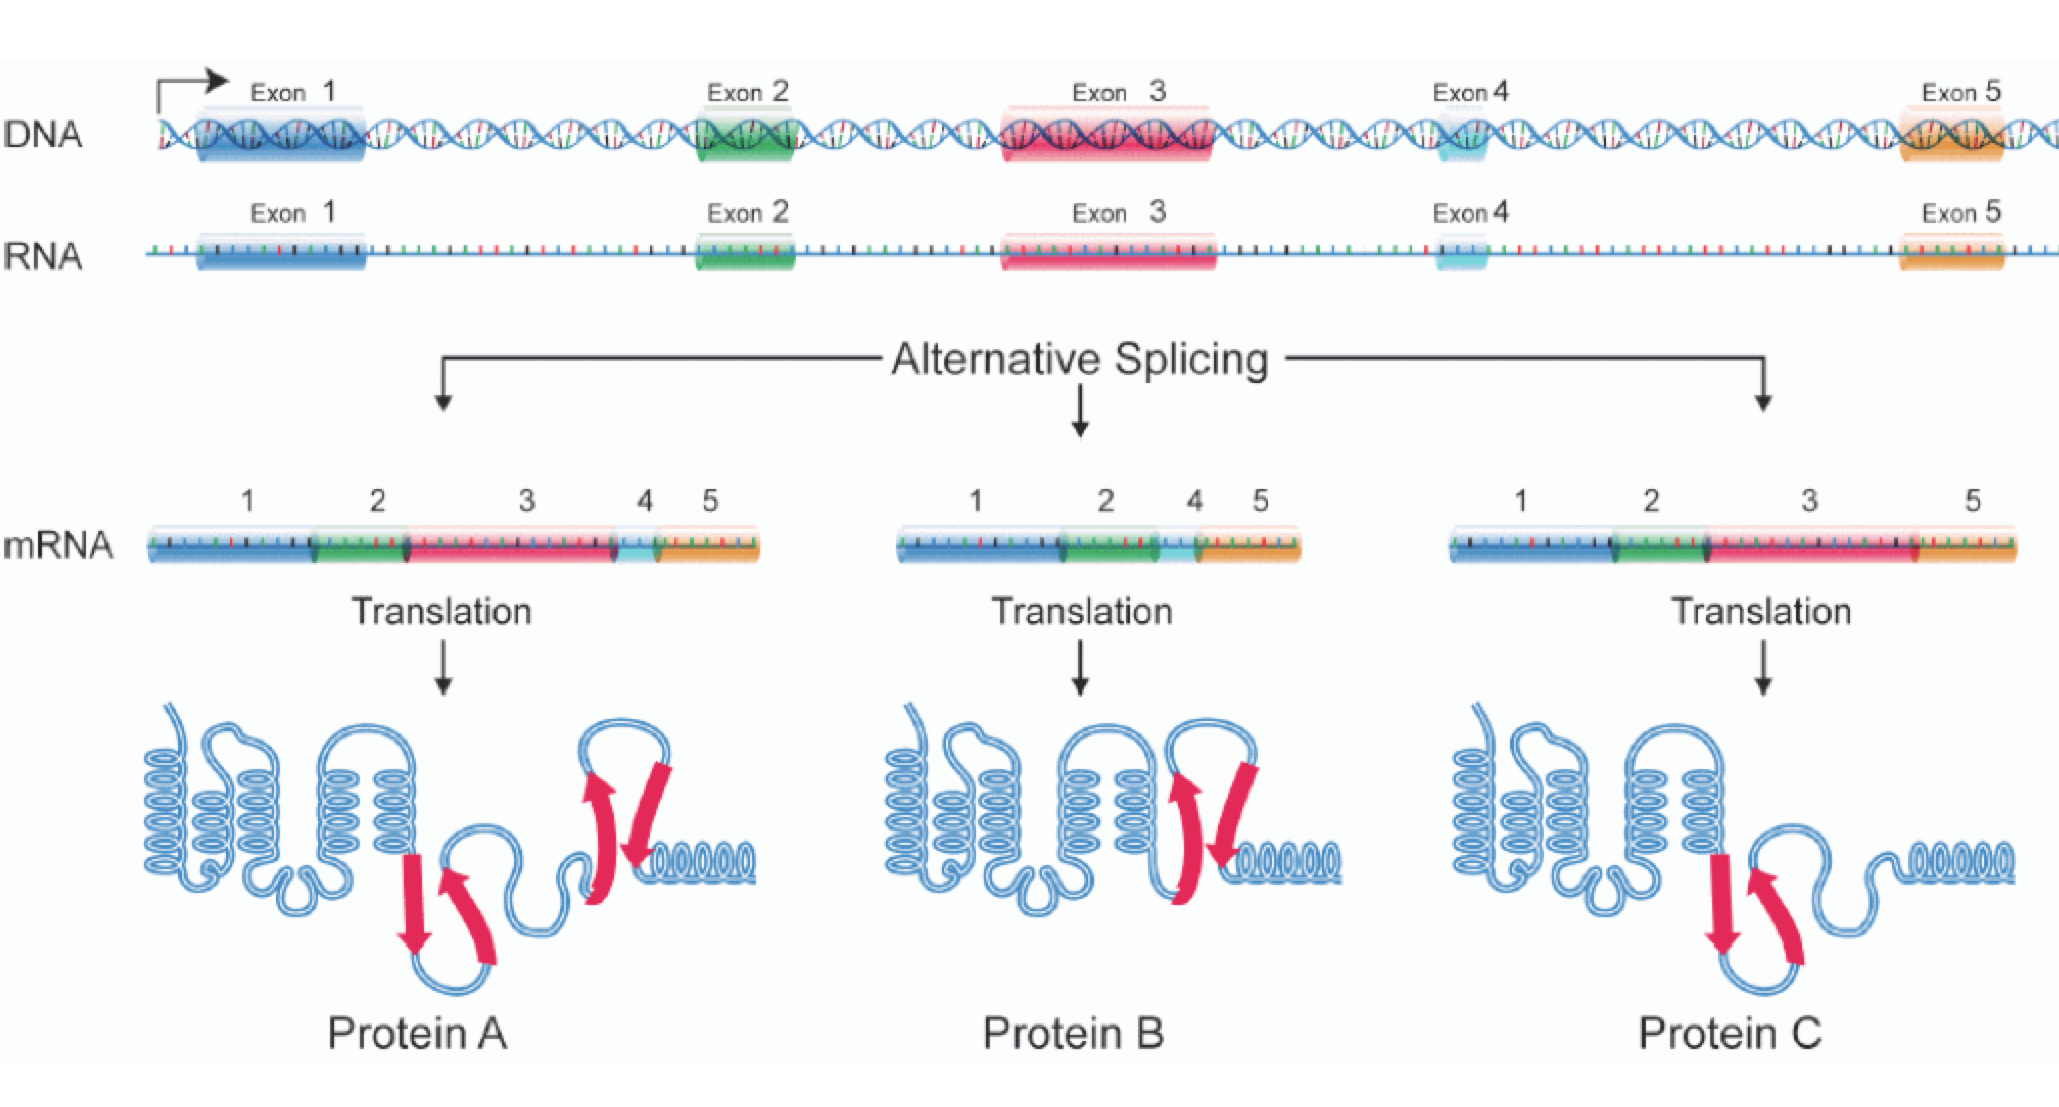 Exon 1 Exon 2 Exon 3 Exon 4 Exon 5
DNA
Exon 1 Exon 2 Exon 3 Exon 4 Exon 5
RNA
Alternative Splicing
1 2 3 4 5 1 2 4 5 1 2 3 5
mRNA
Translation Translation Translation
Protein A Protein B Protein C